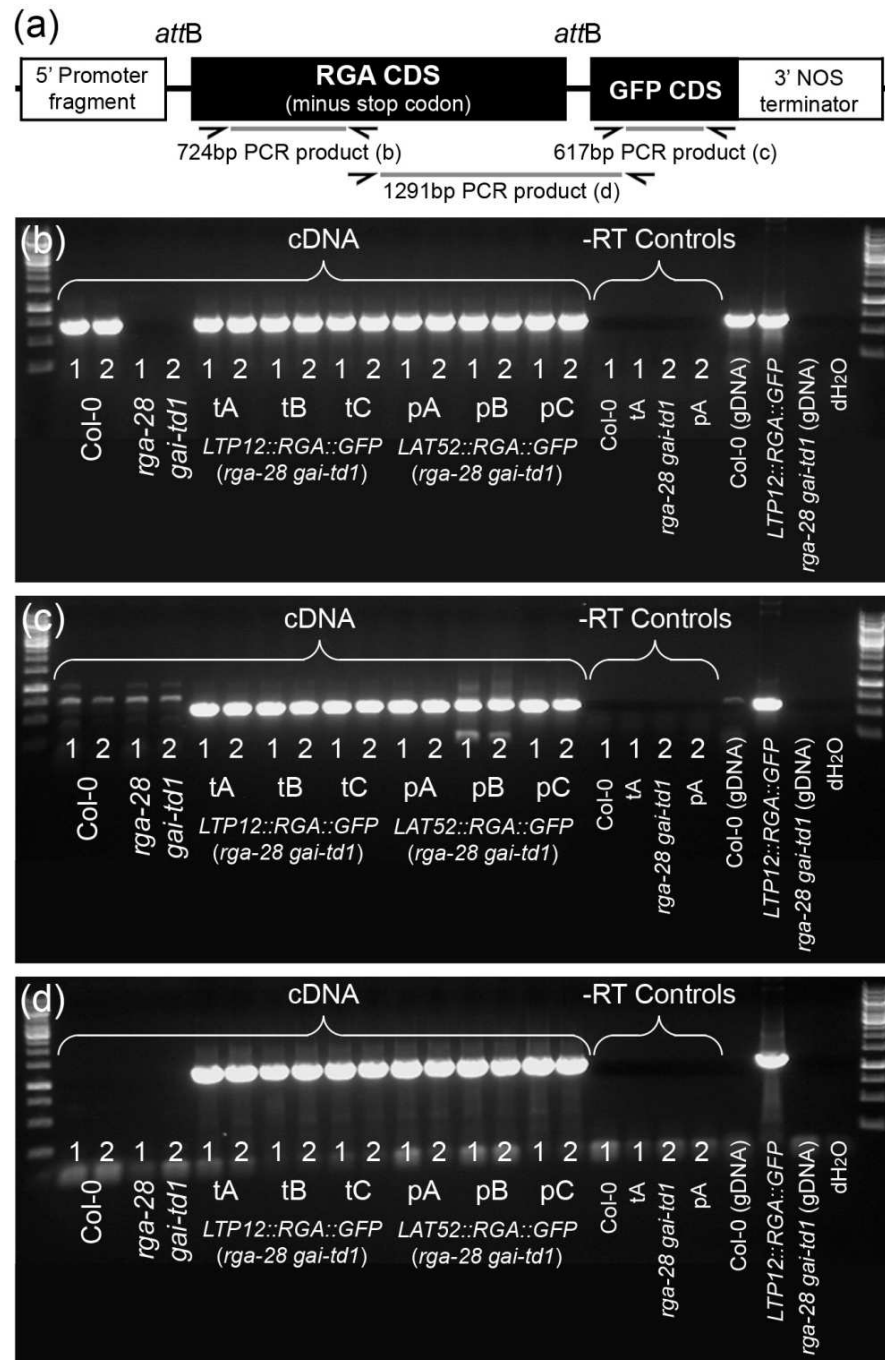 (a)
attB attB
5' Promoter fragment
RGA CDS
(minus stop codon)
GFP CDS
3' NOS terminator
724bp PCR product (b)
617bp PCR product (c)
1291bp PCR product (d)
(b)
cDNA
-RT Controls
1 2 1 2 1 2 1 2 1 2 1 2 1 2 1 2 1 1 2 2
Col-0
rga-28
gai-td1
tA tB tC pA pB pC
LTP12::RGA::GFP
(rga-28 gai-td1)
LAT52::RGA::GFP
(rga-28 gai-td1)
Col-0
tA
rga-28 gai-td1
pA
Col-0 (gDNA)
LTP12::RGA::GFP
rga-28 gai-td1 (gDNA)
dH2O
(c)
cDNA
-RT Controls
1 2 1 2 1 2 1 2 1 2 1 2 1 2 1 2 1 1 2 2
Col-0
rga-28
gai-td1
tA tB tC pA pB pC
LTP12::RGA::GFP
(rga-28 gai-td1)
LAT52::RGA::GFP
(rga-28 gai-td1)
Col-0
tA
rga-28 gai-td1
pA
Col-0 (gDNA)
LTP12::RGA::GFP
rga-28 gai-td1 (gDNA)
dH2O
(d)
cDNA
-RT Controls
1 2 1 2 1 2 1 2 1 2 1 2 1 2 1 2 1 1 2 2
Col-0
rga-28
gai-td1
tA tB tC pA pB pC
LTP12::RGA::GFP
(rga-28 gai-td1)
LAT52::RGA::GFP
(rga-28 gai-td1)
Col-0
tA
rga-28 gai-td1
pA
Col-0 (gDNA)
LTP12::RGA::GFP
rga-28 gai-td1 (gDNA)
dH2O